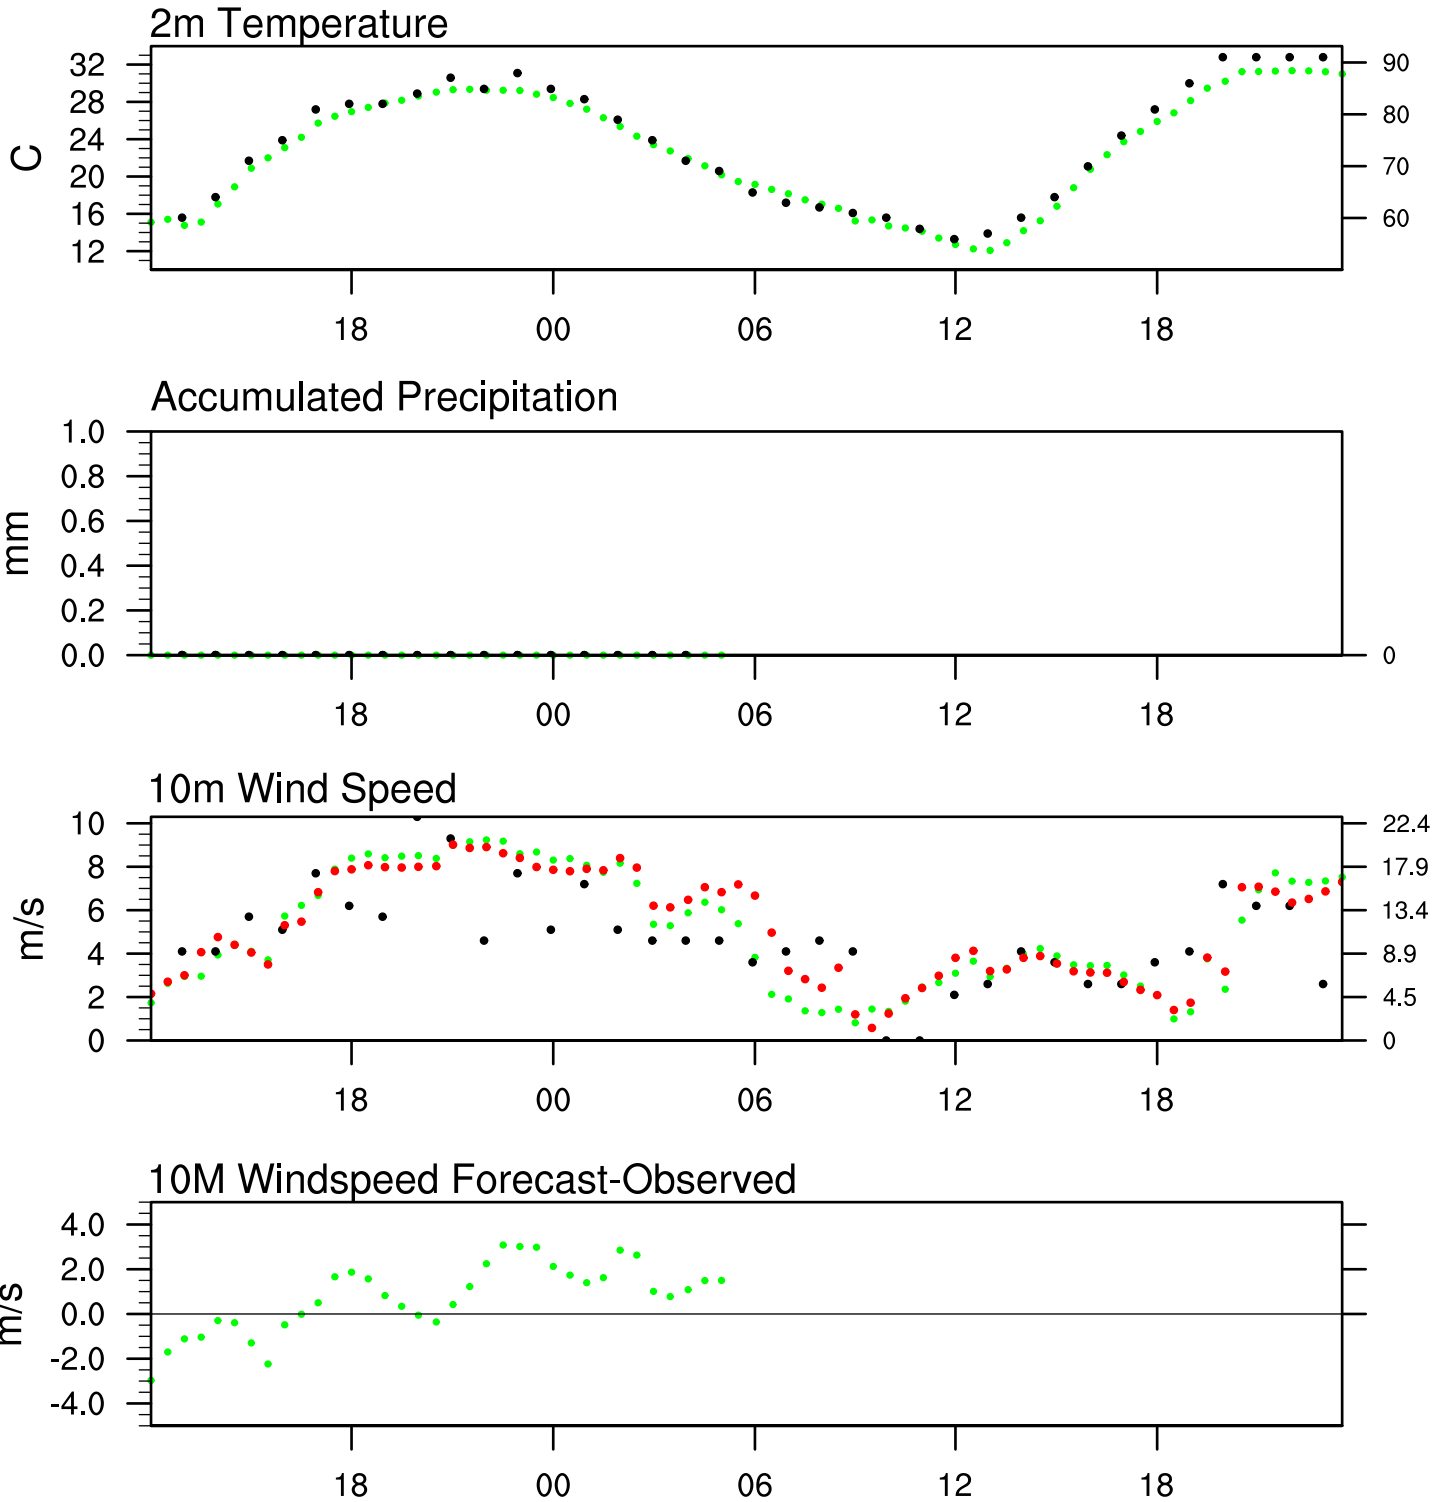 2m Temperature
32
28
24
20
16
12
C
90
80
70
60
18 00 06 12 18
Accumulated Precipitation
1.0
0.8
0.6
0.4
0.2
0.0
mm
0
18 00 06 12 18
10m Wind Speed
10
8
6
4
2
0
m/s
22.4
17.9
13.4
8.9
4.5
0
18 00 06 12 18
10M Windspeed Forecast-Observed
4.0
2.0
0.0
-2.0
-4.0
m/s
18 00 06 12 18